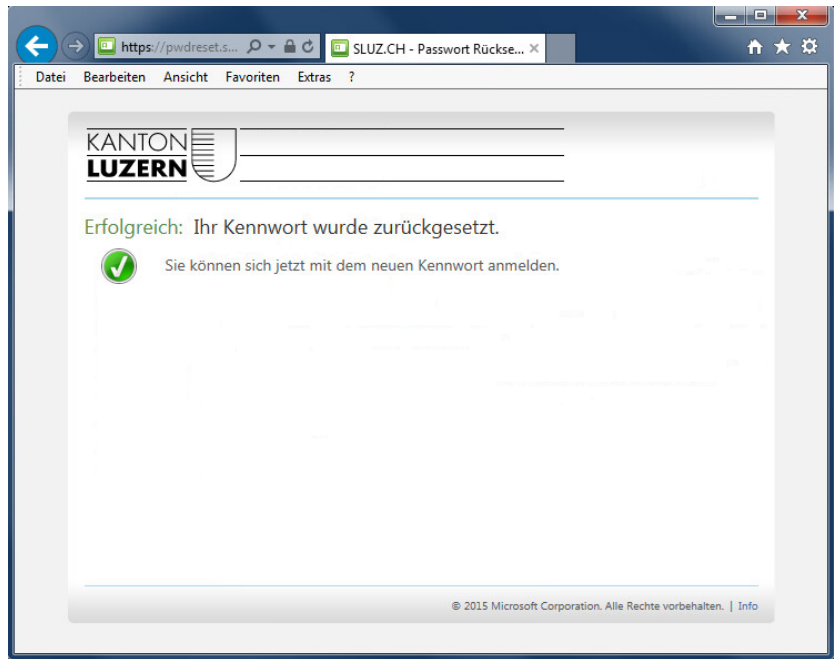 https://pwdreset.s...
SLUZ.CH - Passwort Rückse...
Datei Bearbeiten Ansicht Favoriten Extras ?
KANTON
LUZERN
Erfolgreich: Ihr Kennwort wurde zurückgesetzt.
Sie können sich jetzt mit dem neuen Kennwort anmelden.
© 2015 Microsoft Corporation. Alle Rechte vorbehalten. | Info